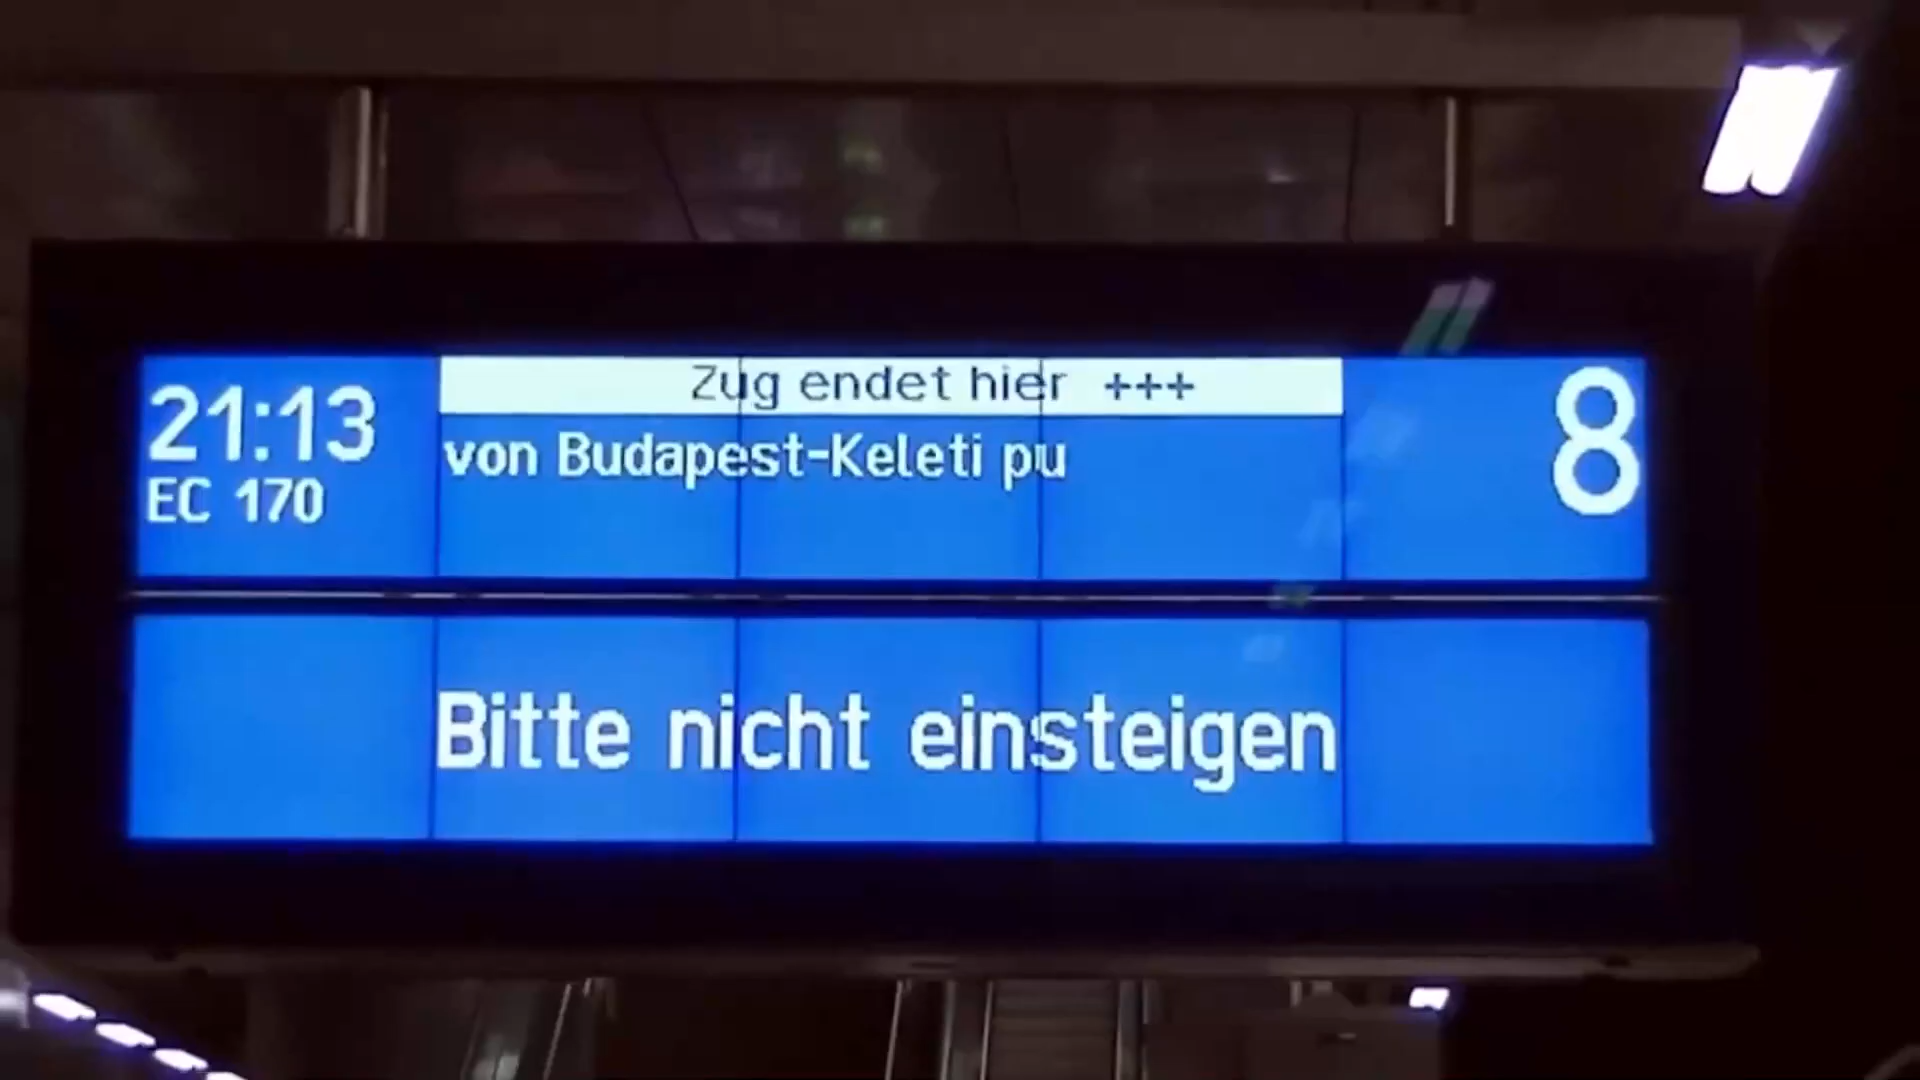 21:13
EC 170
Zug endet hier +++
von Budapest-Keleti pu
8
Bitte nicht einsteigen